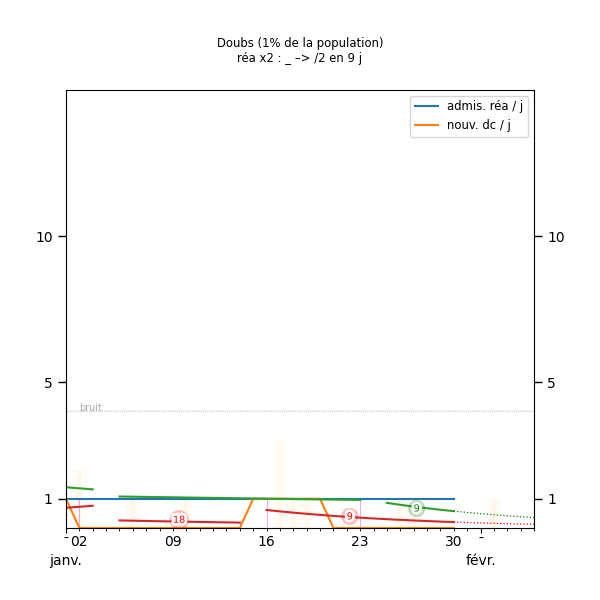 Doubs (1% de la population)
réa x2 : _ –> /2 en 9 j
admis. réa / j
nouv. dc / j
10 10
5 5
bruit
1 1
18 9 9
- 02 09 16 23 30 -
janv. févr.